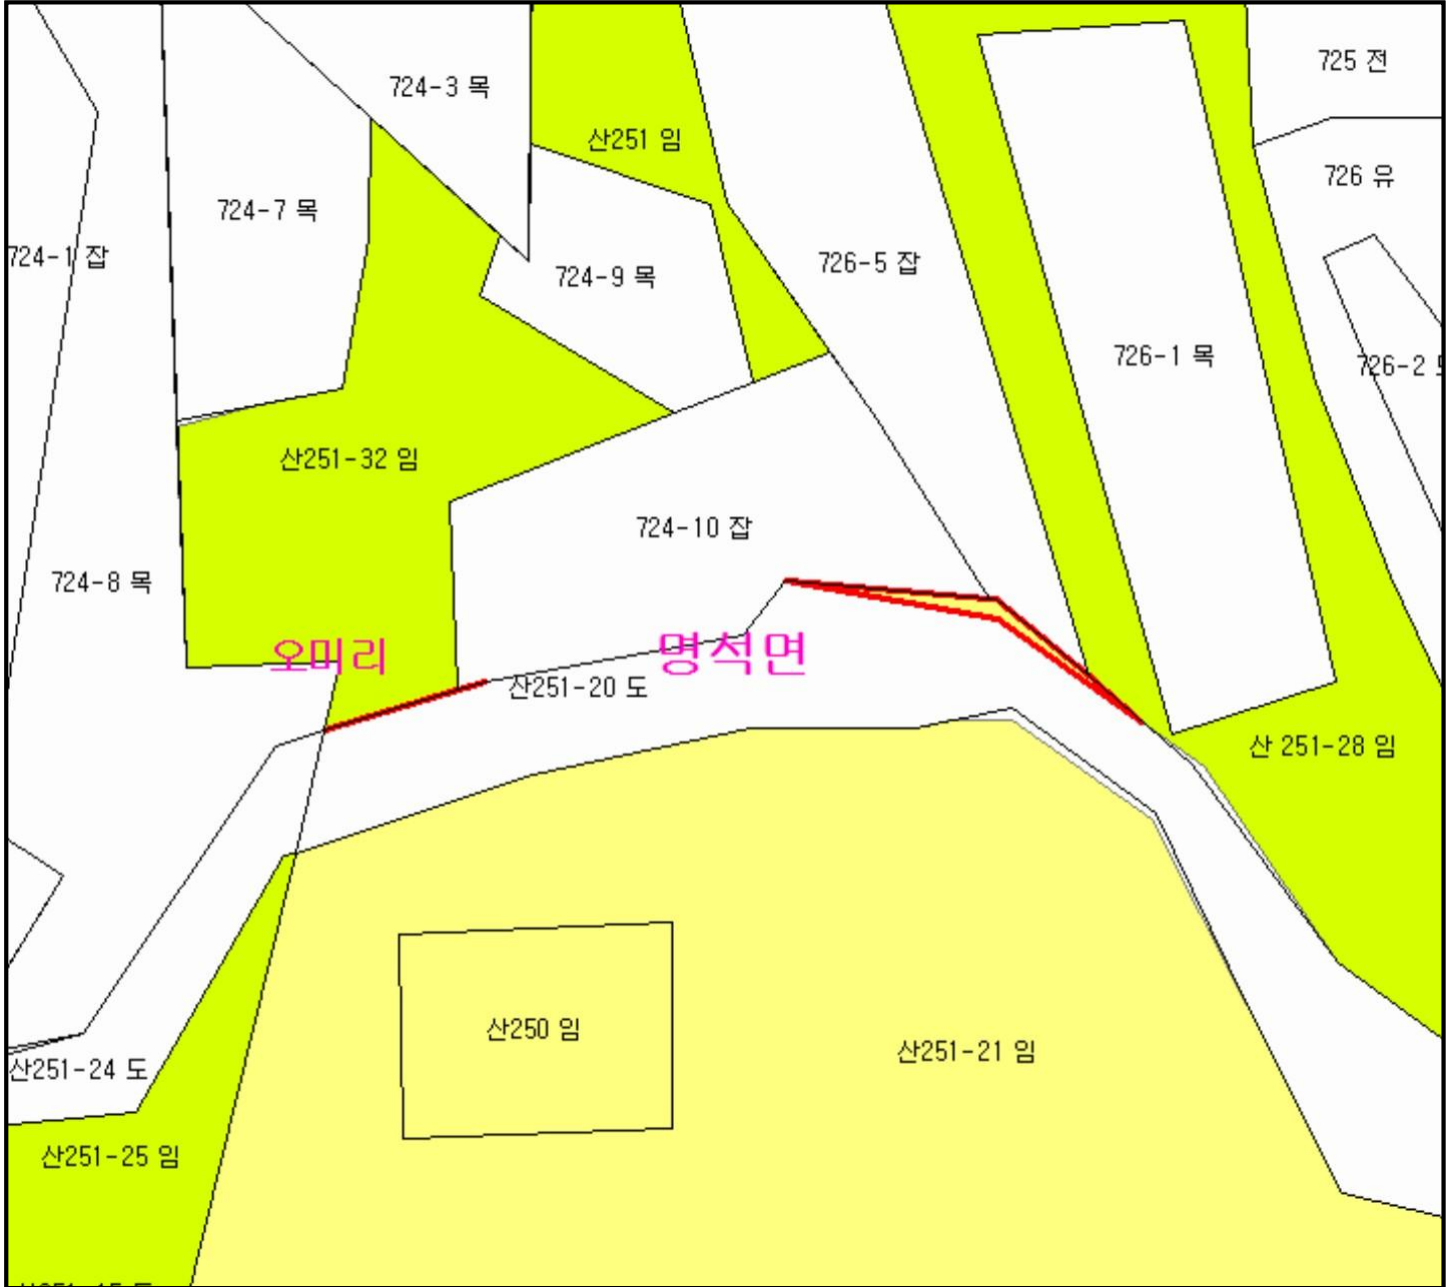 725 전
724-3 목
산251 임
726 유
724-7 목
724-1 잡
726-5 잡
724-9 목
726-1 목
726-2
산251-32 임
724-10 잡
724-8 목
오미리
명석면
산251-20 도
산 251-28 임
산250 임
산251-21 임
산251-24 도
산251-25 임